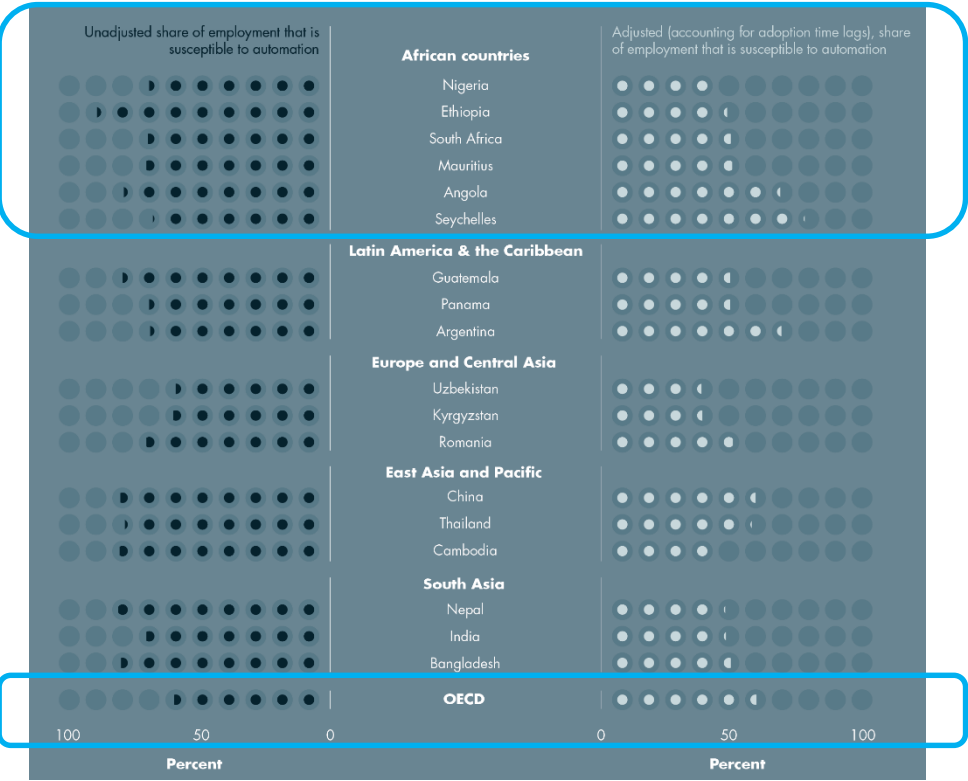 Unadjusted share of employment that is
susceptible to automation
Adjusted (accounting for adoption time lags), share
of employment that is susceptible to automation
African countries
Nigeria
Ethiopia
South Africa
Mauritius
Angola
Seychelles
Latin America & the Caribbean
Guatemala
Panama
Argentina
Europe and Central Asia
Uzbekistan
Kyrgyzstan
Romania
East Asia and Pacific
China
Thailand
Cambodia
South Asia
Nepal
India
Bangladesh
OECD
100 50 0 0 50 100
Percent Percent